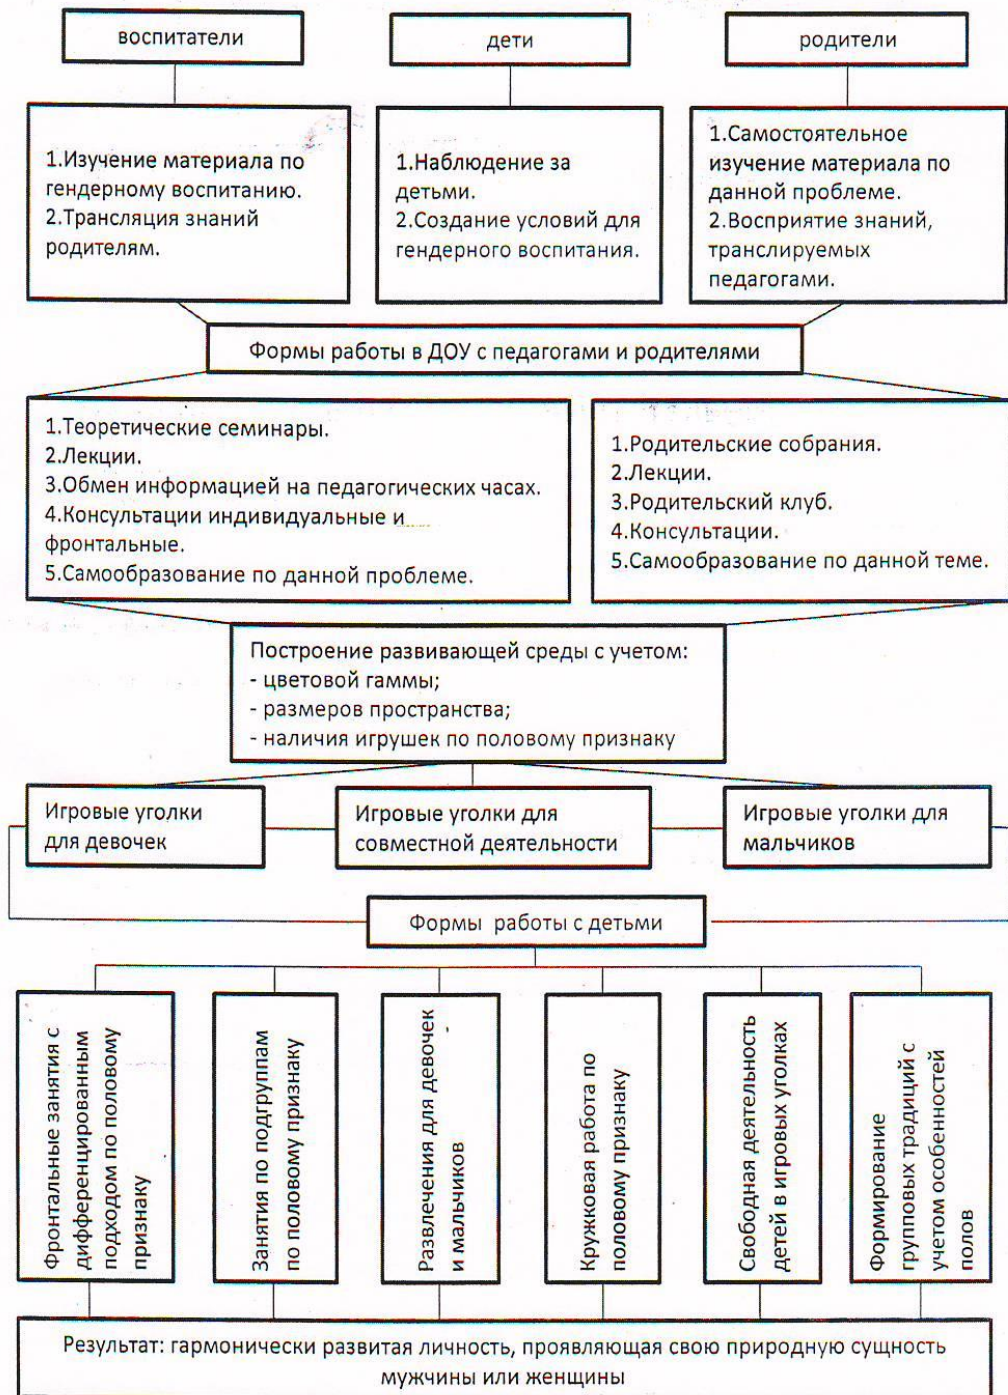 воспитатели
дети
родители
1.Изучение материала по
гендерному воспитанию.
2.Трансляция знаний
родителям.
1.Наблюдение за
детьми.
2.Создание условий для
гендерного воспитания.
1.Самостоятельное
изучение материала по
данной проблеме.
2.Восприятие знаний,
транслируемых
педагогами.
Формы работы в ДОУ с педагогами и родителями
1.Теоретические семинары.
2.Лекции.
3.Обмен информацией на педагогических часах.
4.Консультации индивидуальные и
фронтальные.
5.Самообразование по данной проблеме.
1.Родительские собрания.
2.Лекции.
3.Родительский клуб.
4.Консультации.
5.Самообразование по данной теме.
Построение развивающей среды с учетом:
- цветовой гаммы;
- размеров пространства;
- наличия игрушек по половому признаку
Игровые уголки
для девочек
Игровые уголки для
совместной деятельности
Игровые уголки для
мальчиков
Формы работы с детьми
Фронтальные занятия с
дифференцированным
подходом по половому
признаку
Занятия по подгруппам
по половому признаку
Развлечения для девочек
и мальчиков
Кружковая работа по
половому признаку
Свободная деятельность
детей в игровых уголках
Формирование
групповых традиций с
учетом особенностей
полов
Результат: гармонически развитая личность, проявляющая свою природную сущность
мужчины или женщины